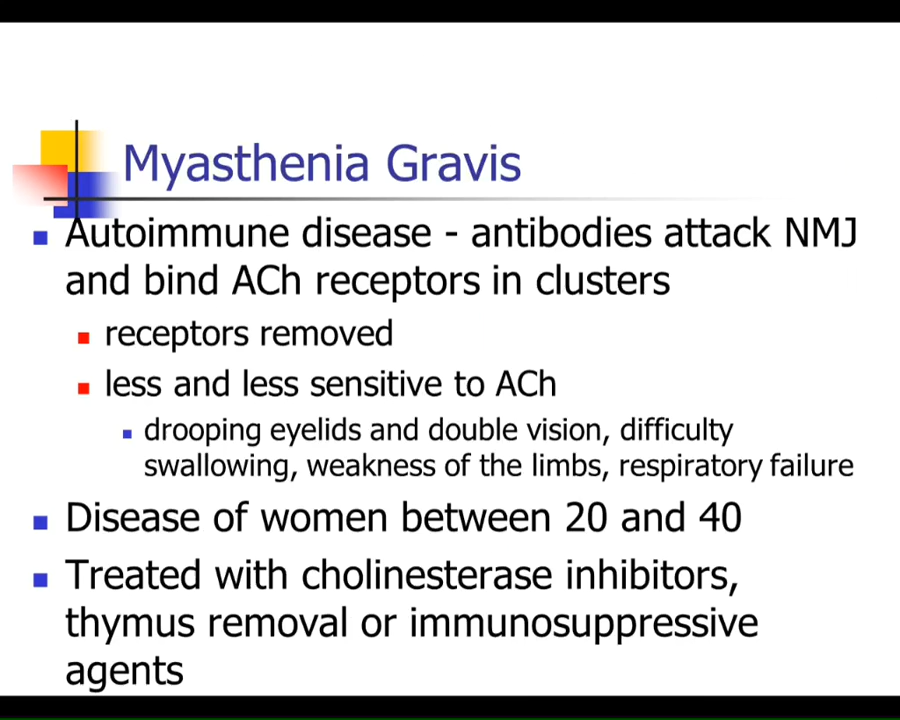 Myasthenia Gravis
Autoimmune disease - antibodies attack NMJ
and bind ACh receptors in clusters
receptors removed
less and less sensitive to ACh
drooping eyelids and double vision, difficulty
swallowing, weakness of the limbs, respiratory failure
Disease of women between 20 and 40
Treated with cholinesterase inhibitors,
thymus removal or immunosuppressive
agents